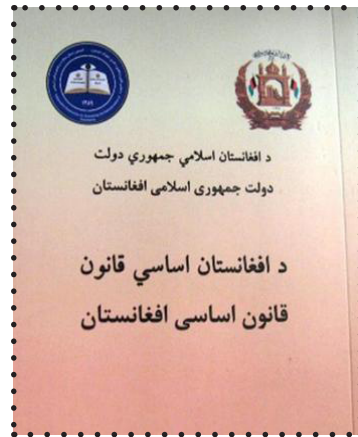 د افغانستان اسلامي جمهوري دولت
دولت جمهوری اسلامی افغانستان
د افغانستان اساسي قانون
قانون اساسی افغانستان